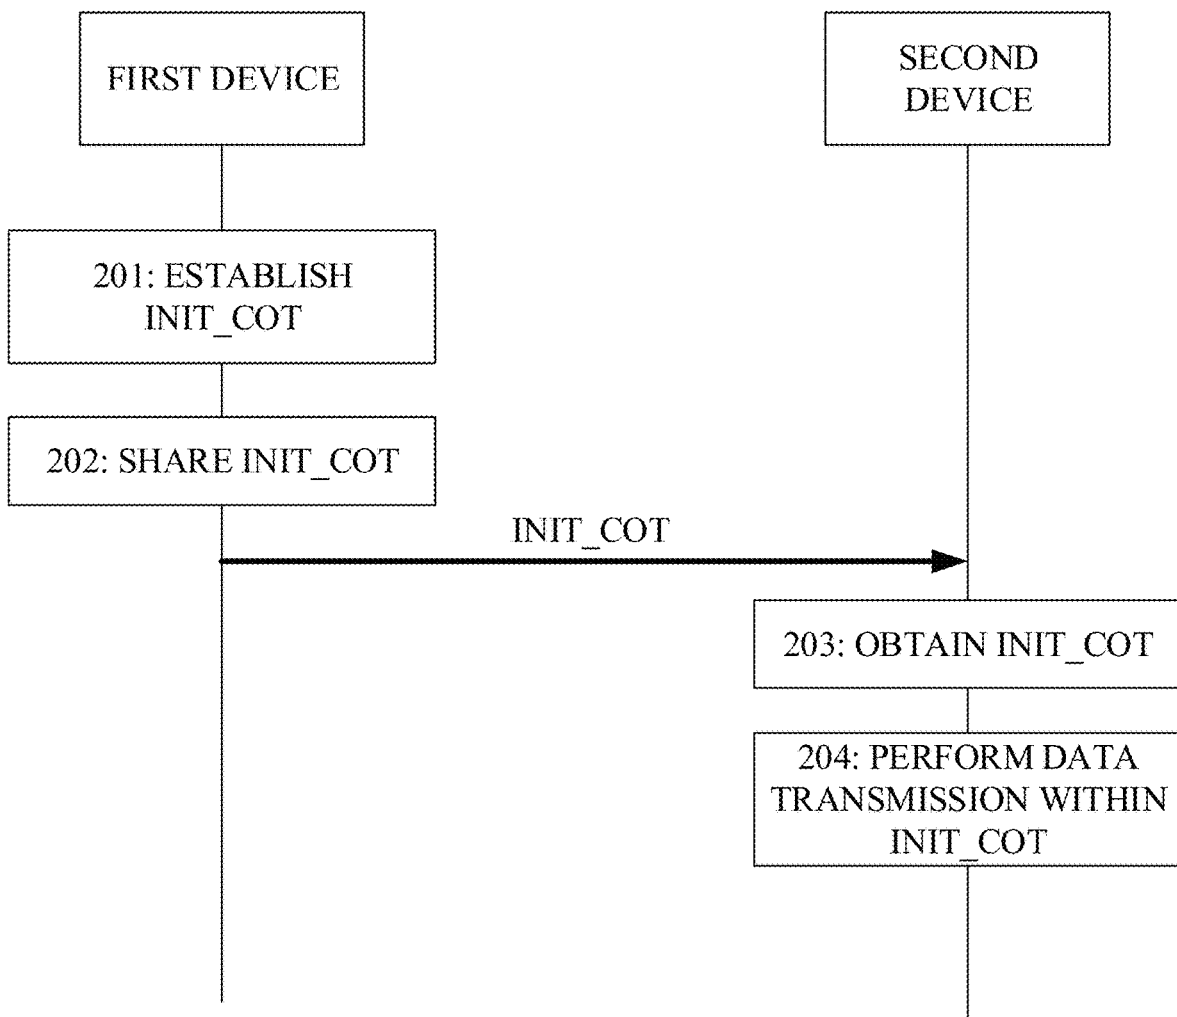 FIRST DEVICE
SECOND
DEVICE
201: ESTABLISH
INIT_COT
202: SHARE INIT_COT
INIT_COT
203: OBTAIN INIT_COT
204: PERFORM DATA
TRANSMISSION WITHIN
INIT_COT